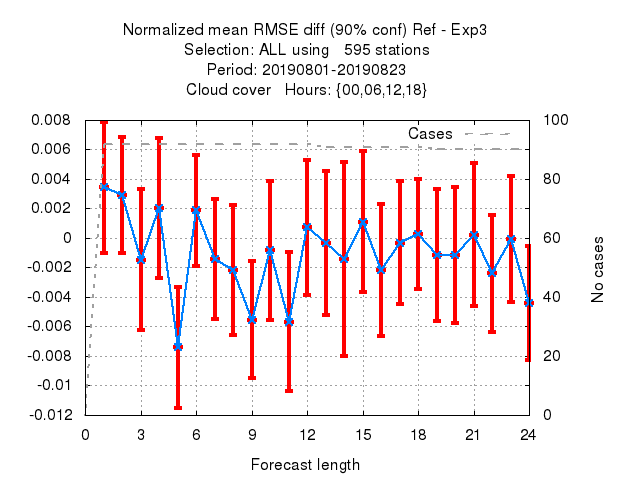 Normalized mean RMSE diff (90% conf) Ref - Exp3
Selection: ALL using   595 stations
Period: 20190801-20190823
Cloud cover   Hours: {00,06,12,18}
Cases
0.008
0.006
0.004
0.002
0
-0.002
-0.004
-0.006
-0.008
-0.01
-0.012
100
80
60
40
20
0
No cases
0 3 6 9 12 15 18 21 24
Forecast length